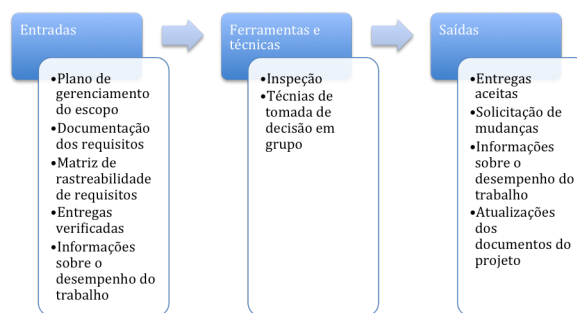 Entradas
•Plano de
gerenciamento
do escopo
•Documentação
dos requisitos
•Matriz de
rastreabilidade
de requisitos
•Entregas
verificadas
•Informações
sobre o
desempenho do
trabalho
Ferramentas e
técnicas
•Inspeção
•Técnias de
tomada de
decisão em
grupo
Saídas
•Entregas
aceitas
•Solicitação de
mudanças
•Informações
sobre o
desempenho do
trabalho
•Atualizações
dos
documentos do
projeto